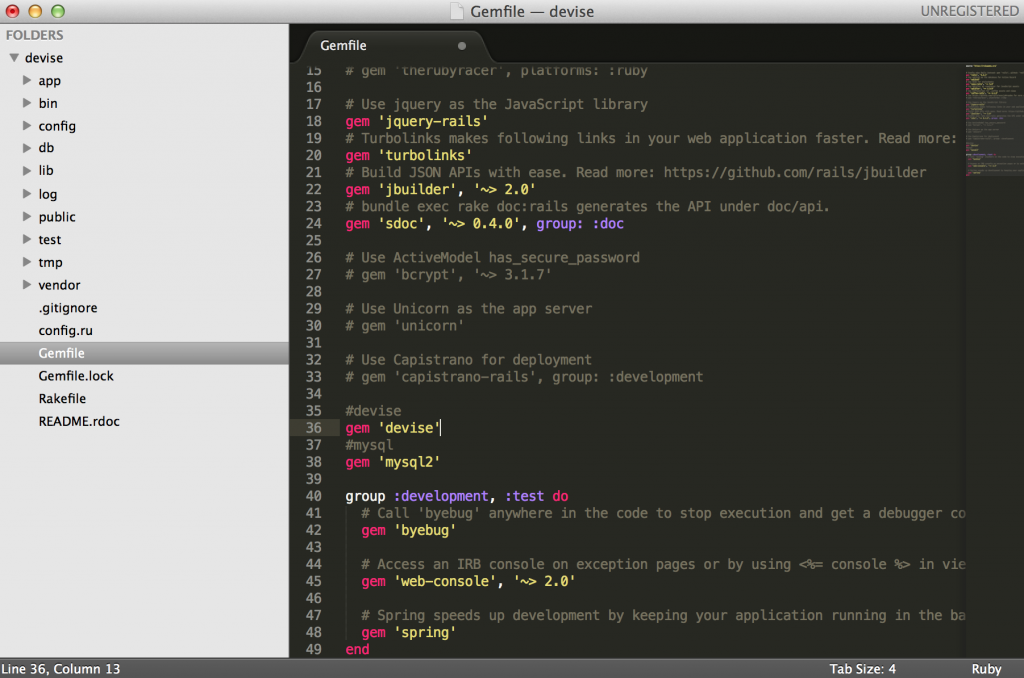 Gemfile — devise
UNREGISTERED
FOLDERS
devise
app
bin
config
db
lib
log
public
test
tmp
vendor
.gitignore
config.ru
Gemfile
Gemfile.lock
Rakefile
README.rdoc
Gemfile
15 # gem 'therubyracer', platforms: :ruby
16
17 # Use jquery as the JavaScript library
18 gem 'jquery-rails'
19 # Turbolinks makes following links in your web application faster. Read more:
20 gem 'turbolinks'
21 # Build JSON APIs with ease. Read more: https://github.com/rails/jbuilder
22 gem 'jbuilder', '~> 2.0'
23 # bundle exec rake doc:rails generates the API under doc/api.
24 gem 'sdoc', '~> 0.4.0', group: :doc
25
26 # Use ActiveModel has_secure_password
27 # gem 'bcrypt', '~> 3.1.7'
28
29 # Use Unicorn as the app server
30 # gem 'unicorn'
31
32 # Use Capistrano for deployment
33 # gem 'capistrano-rails', group: :development
34
35 #devise
36 gem 'devise'
37 #mysql
38 gem 'mysql2'
39
40 group :development, :test do
41 # Call 'byebug' anywhere in the code to stop execution and get a debugger co
42 gem 'byebug'
43
44 # Access an IRB console on exception pages or by using <%= console %> in vie
45 gem 'web-console', '~> 2.0'
46
47 # Spring speeds up development by keeping your application running in the ba
48 gem 'spring'
49 end
Line 36, Column 13
Tab Size: 4
Ruby